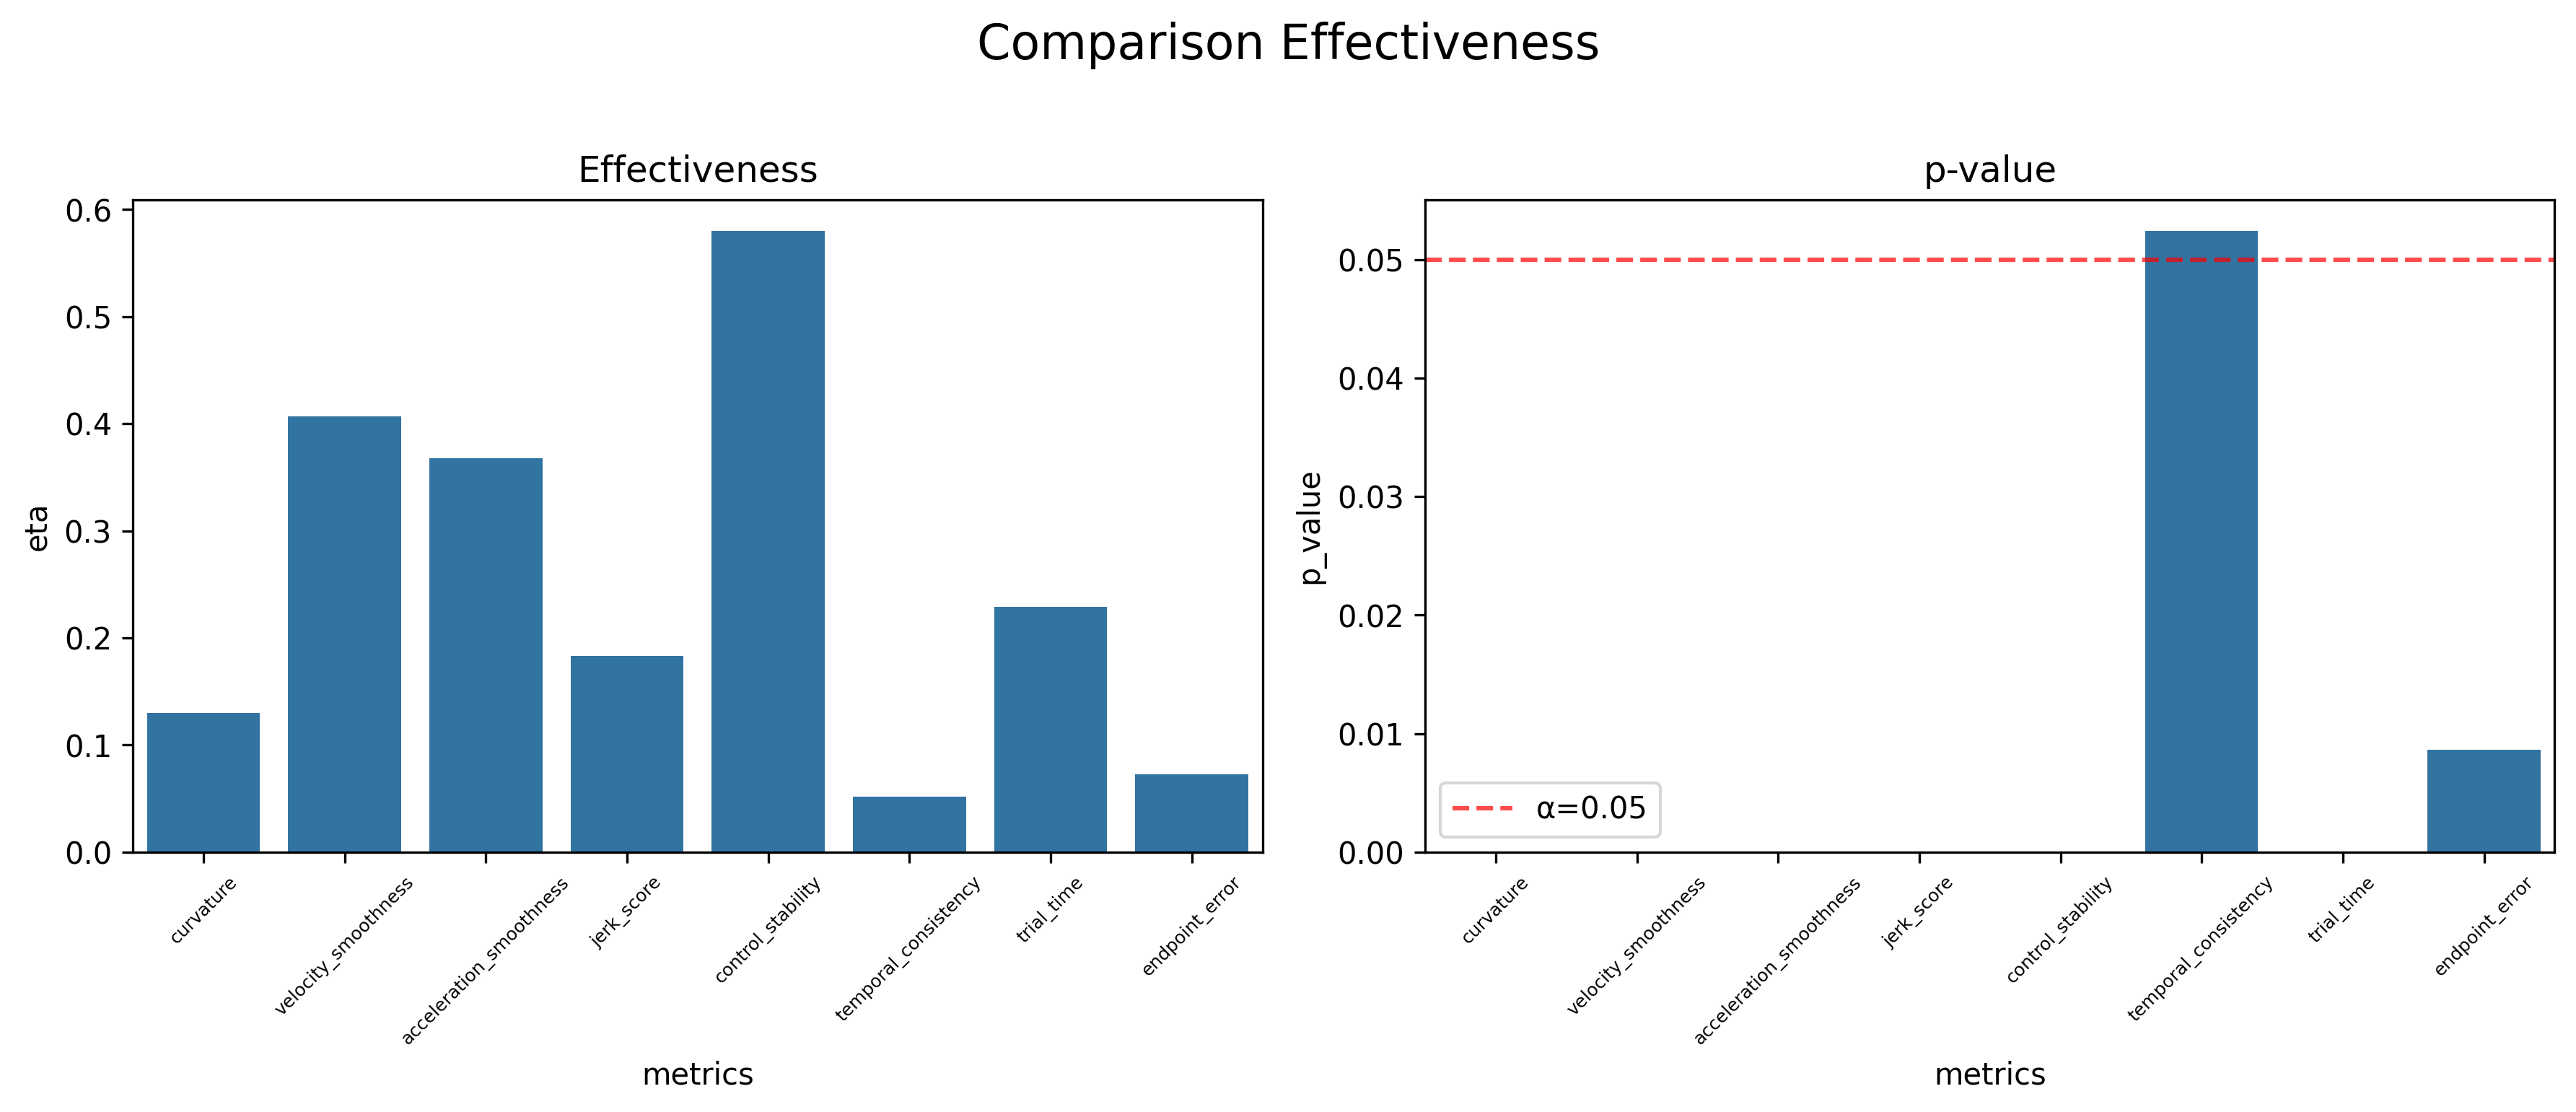 Comparison Effectiveness
Effectiveness
eta
0.6
0.5
0.4
0.3
0.2
0.1
0.0
curvature
velocity_smoothness
acceleration_smoothness
jerk_score
control_stability
temporal_consistency
trial_time
endpoint_error
metrics
p-value
p_value
0.05
0.04
0.03
0.02
0.01
0.00
α=0.05
curvature
velocity_smoothness
acceleration_smoothness
jerk_score
control_stability
temporal_consistency
trial_time
endpoint_error
metrics